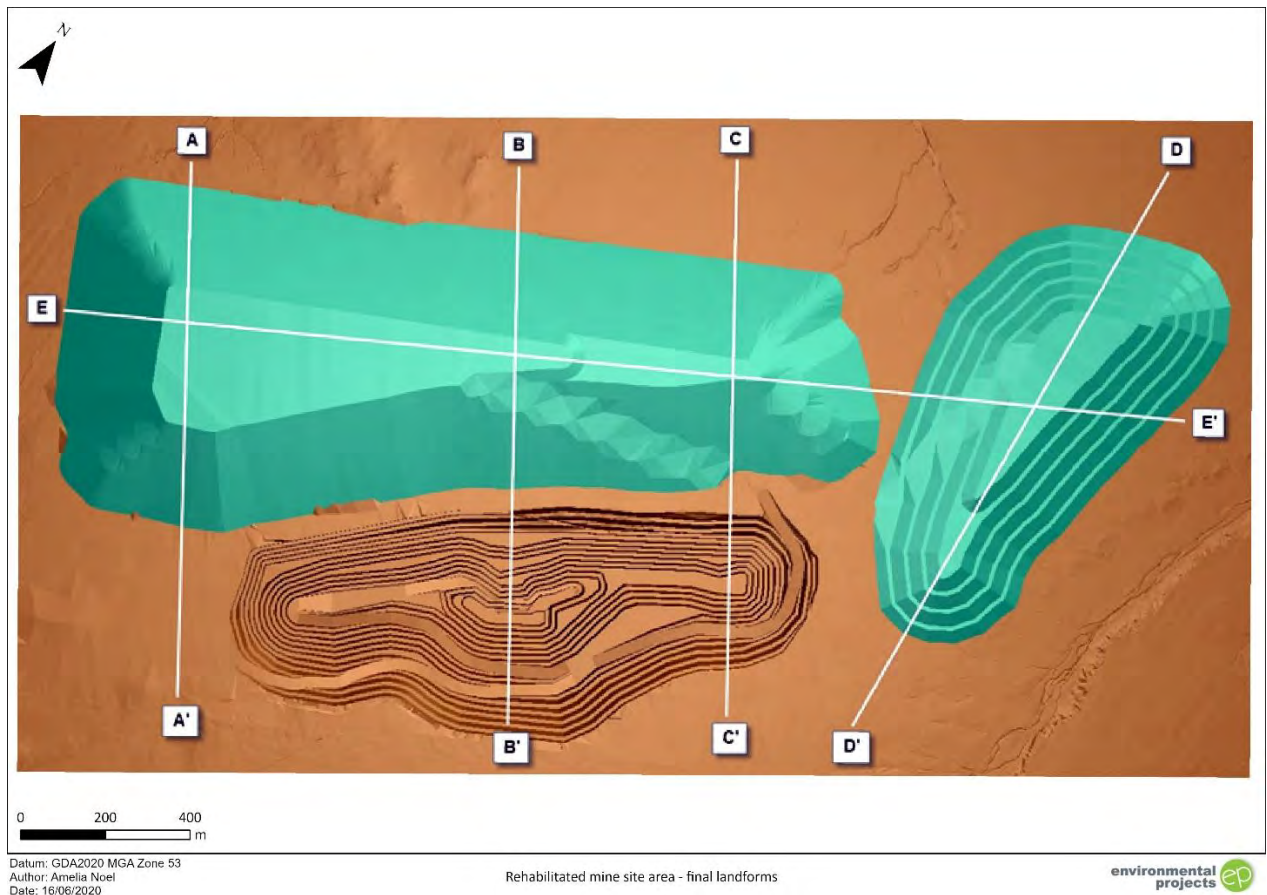 N
A
B
C
D
E
E'
A'
B'
C'
D'
0 200 400
m
Datum: GDA2020 MGA Zone 53
Author: Amelia Noel
Date: 16/06/2020
Rehabilitated mine site area - final landforms
environmental
projects
ep